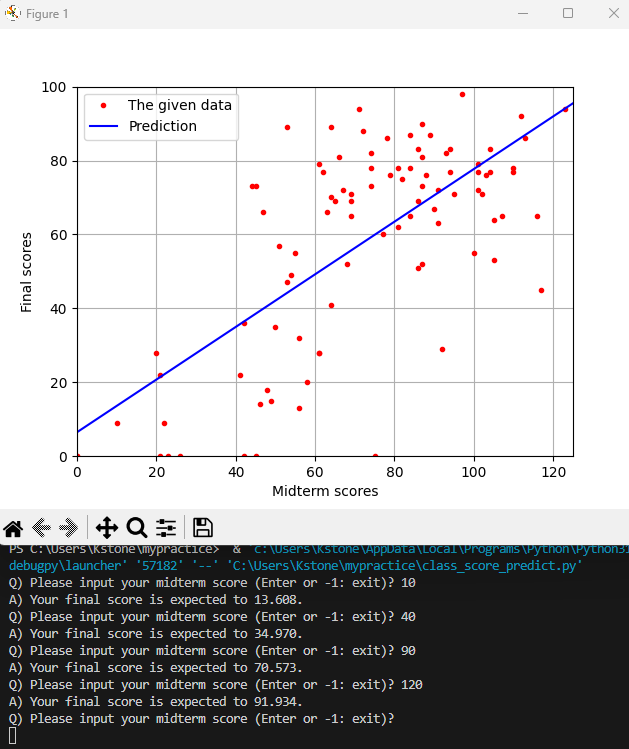 Figure 1
100
80
60
40
20
0
Final scores
The given data
Prediction
0 20 40 60 80 100 120
Midterm scores
PS C:\Users\Kstone\mypractice> & 'c:\Users\Kstone\AppData\Local\Programs\Python\Python31
debugpy\launcher' '57182' '--' 'C:\Users\Kstone\mypractice\class_score_predict.py'
Q) Please input your midterm score (Enter or -1: exit)? 10
A) Your final score is expected to 13.608.
Q) Please input your midterm score (Enter or -1: exit)? 40
A) Your final score is expected to 34.970.
Q) Please input your midterm score (Enter or -1: exit)? 90
A) Your final score is expected to 70.573.
Q) Please input your midterm score (Enter or -1: exit)? 120
A) Your final score is expected to 91.934.
Q) Please input your midterm score (Enter or -1: exit)?